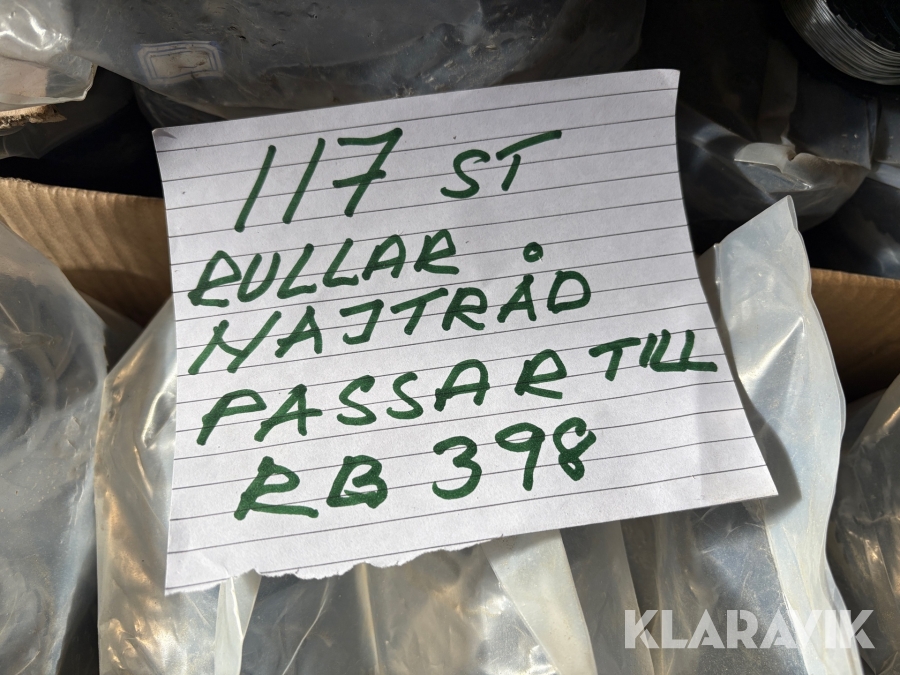 117 ST
RULLAR
NAJTRÅD
PASSAR TILL
RB 398
KLARAVIK